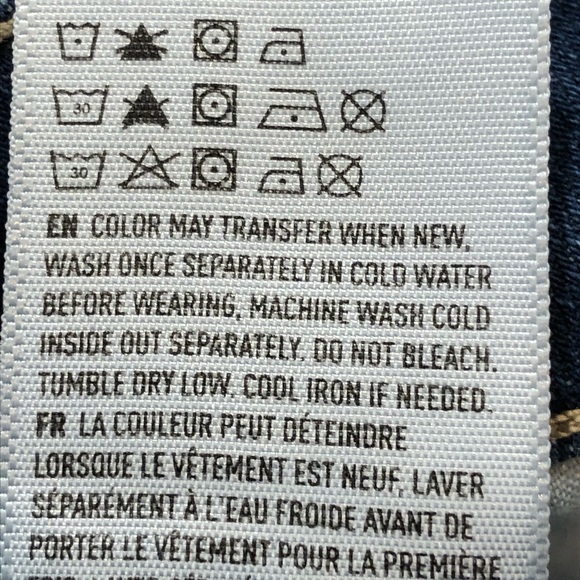 30
30
EN COLOR MAY TRANSFER WHEN NEW,
WASH ONCE SEPARATELY IN COLD WATER
BEFORE WEARING, MACHINE WASH COLD
INSIDE OUT SEPARATELY. DO NOT BLEACH.
TUMBLE DRY LOW. COOL IRON IF NEEDED.
FR LA COULEUR PEUT DÉTEINDRE
LORSQUE LE VÊTEMENT EST NEUF, LAVER
SÉPARÉMENT À L'EAU FROIDE AVANT DE
PORTER LE VÊTEMENT POUR LA PREMIÈRE